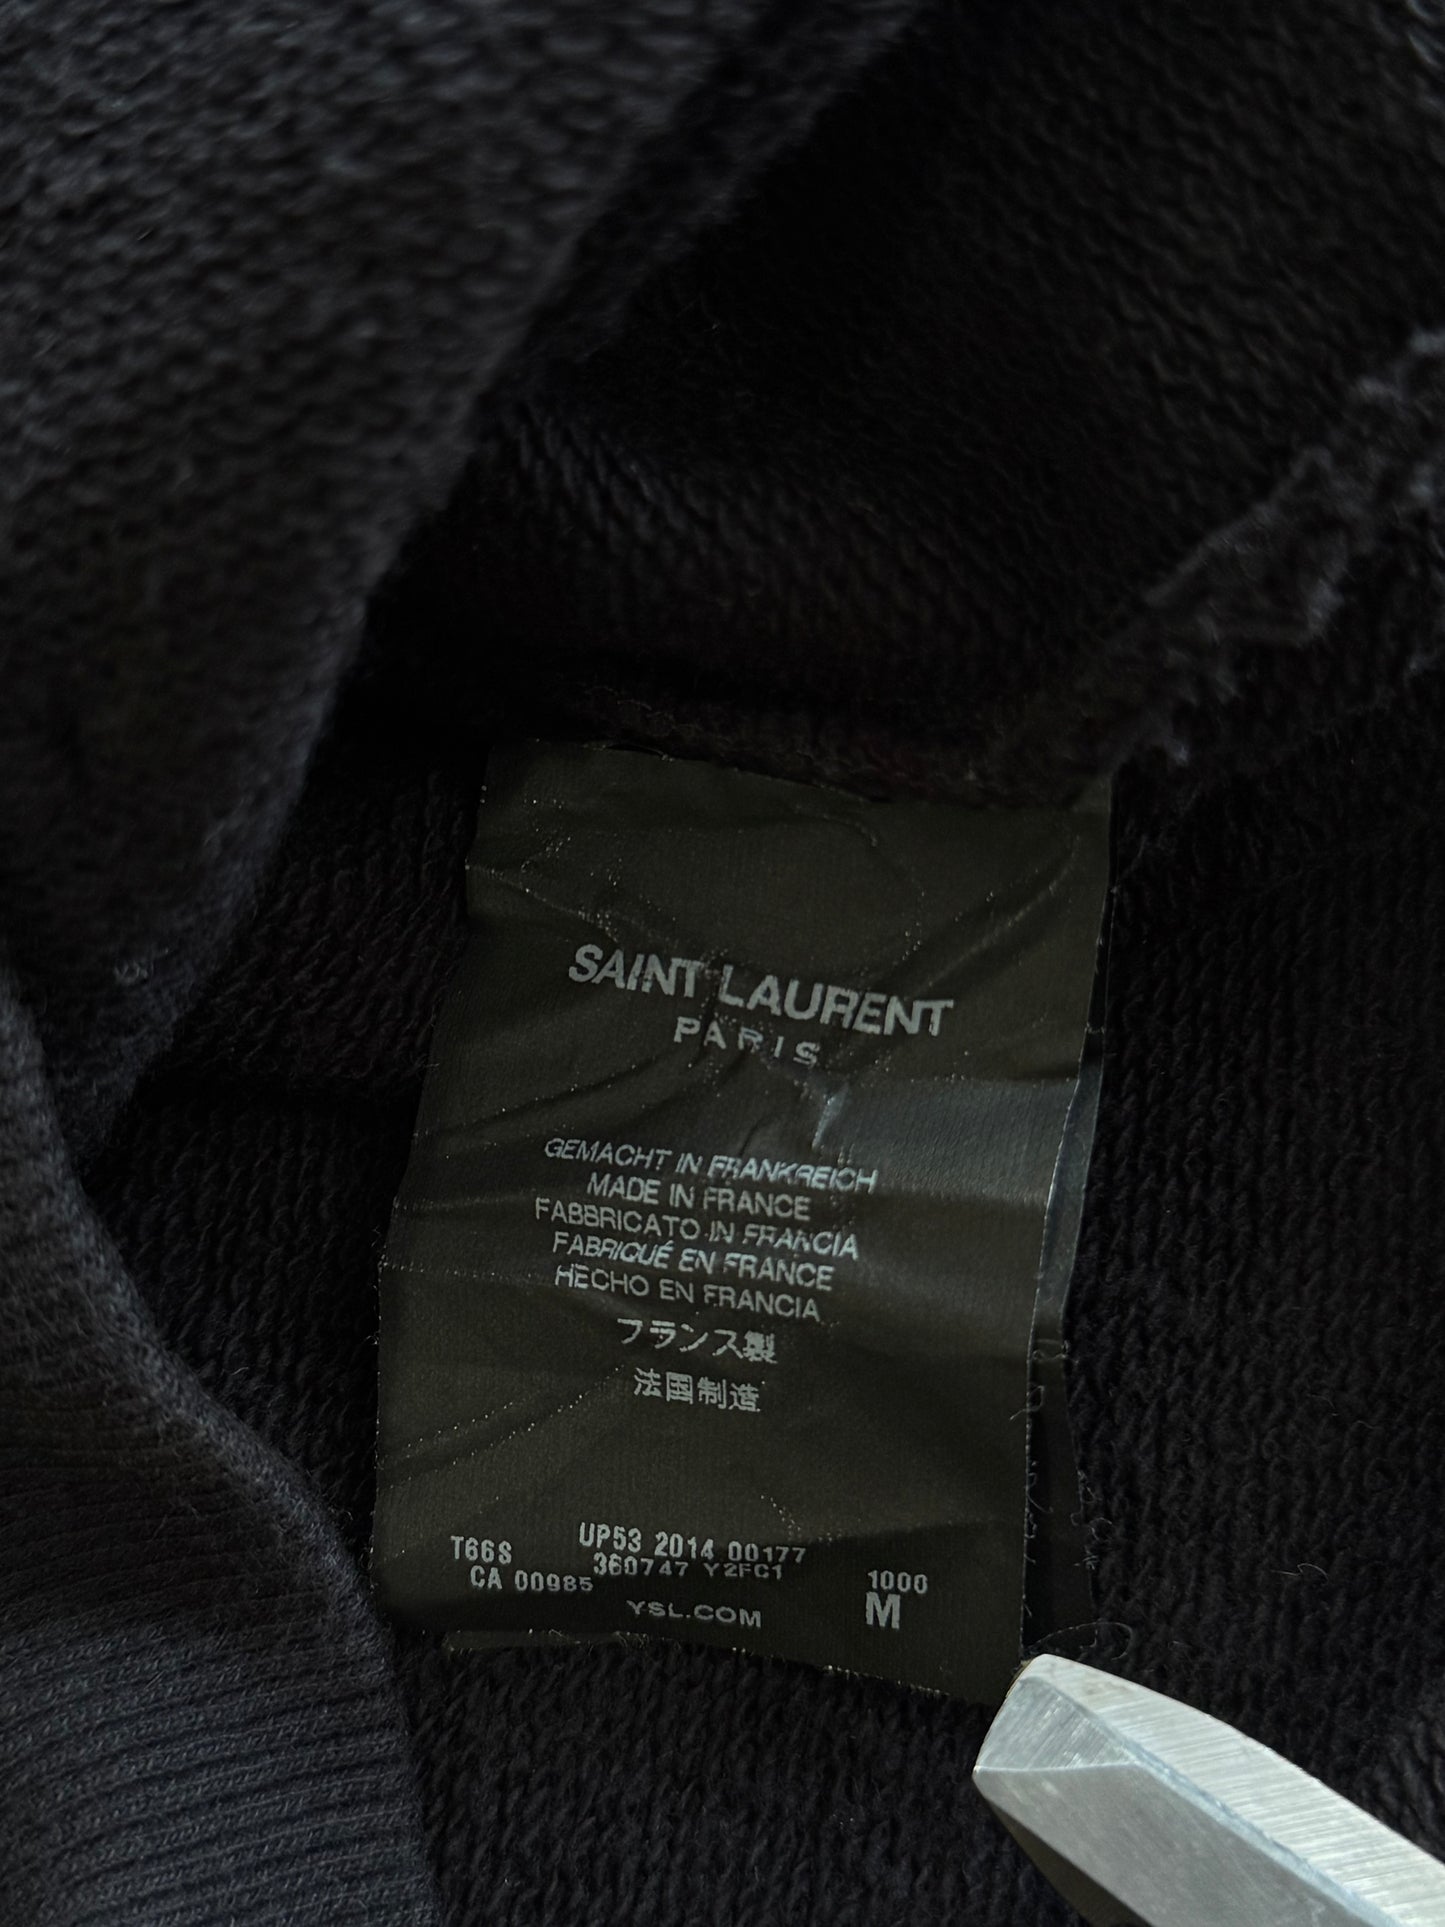 SAINT LAURENT
PARIS
GEMACHT IN FRANKREICH
MADE IN FRANCE
FABBRICATO IN FRANCIA
FABRIQUÉ EN FRANCE
HECHO EN FRANCIA
フランス製
法国制造
T66S UP53 2014 00177
CA 00985 360747 Y2FC1 1000
YSL.COM M